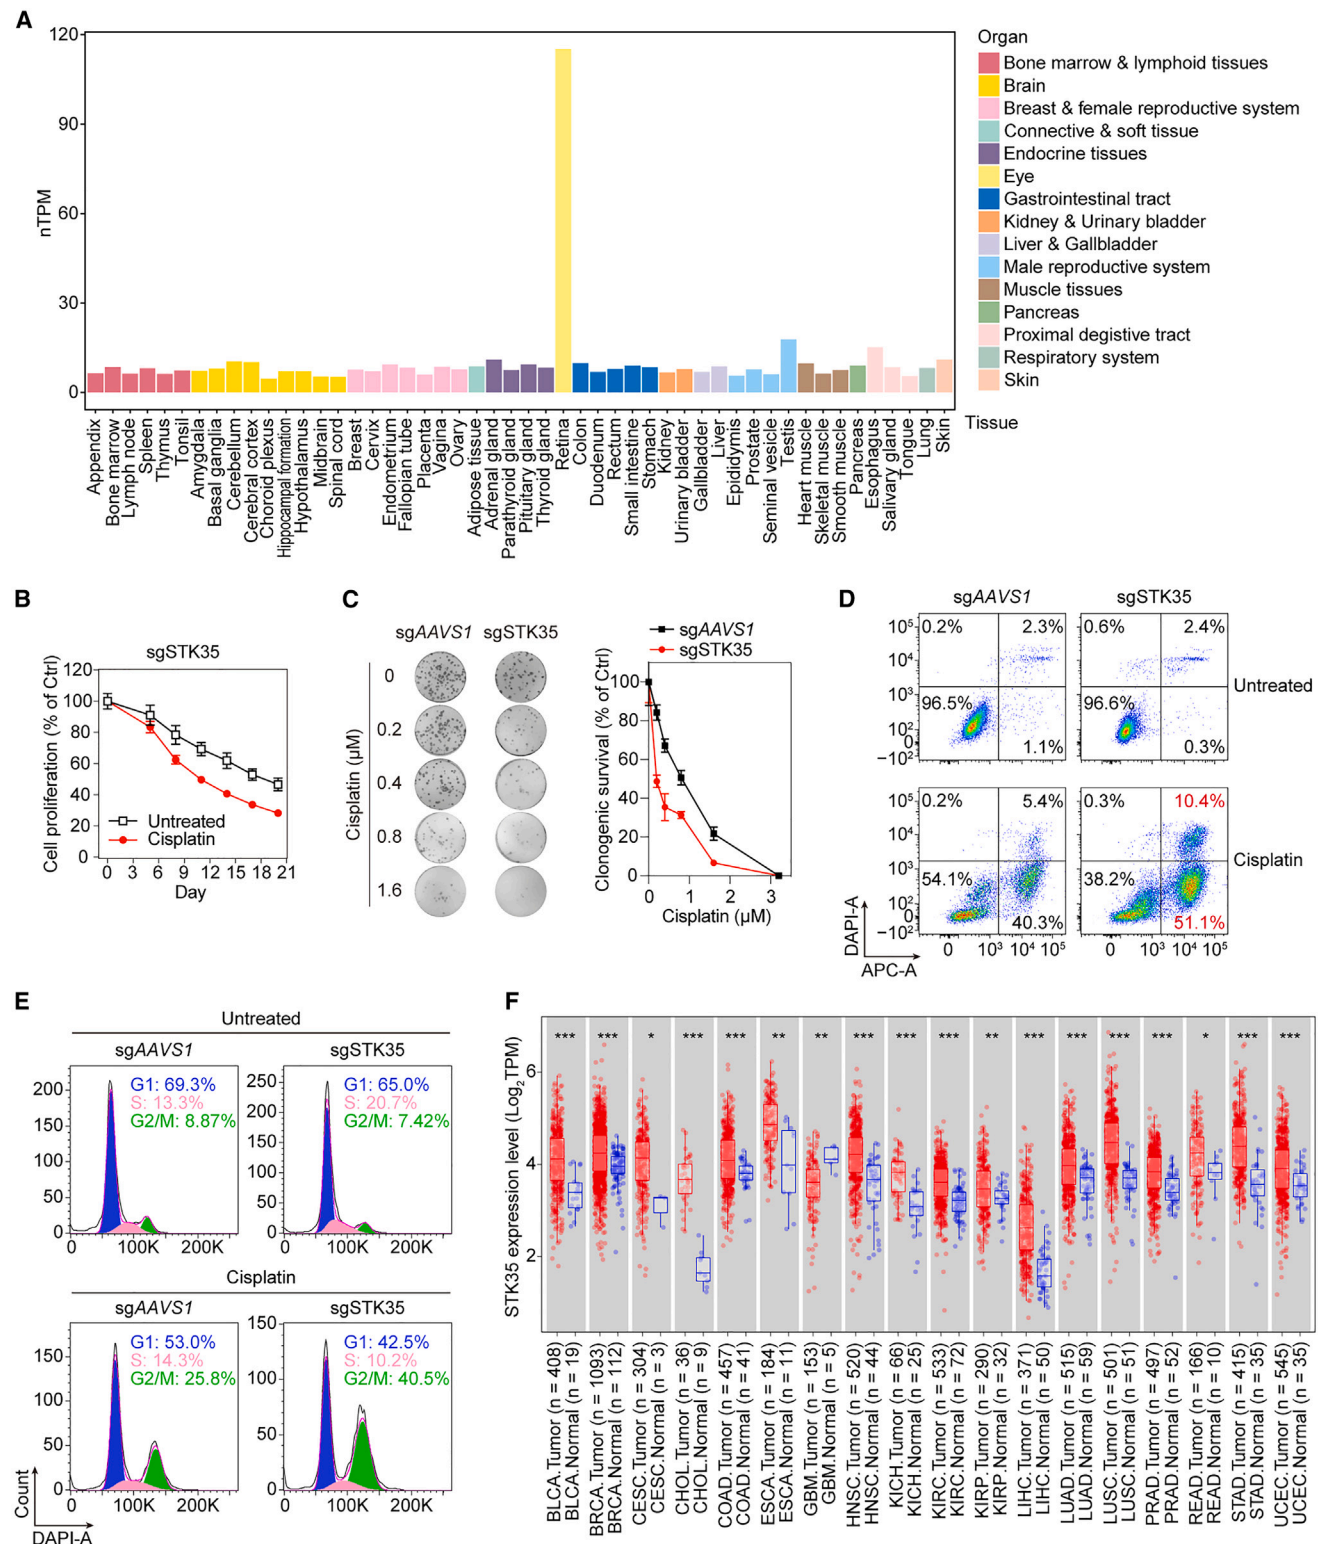 A
120
90
60
30
0
nTPM
Organ
Bone marrow & lymphoid tissues
Brain
Breast & female reproductive system
Connective & soft tissue
Endocrine tissues
Eye
Gastrointestinal tract
Kidney & Urinary bladder
Liver & Gallbladder
Male reproductive system
Muscle tissues
Pancreas
Proximal degistive tract
Respiratory system
Skin
Tissue
Appendix
Bone marrow
Lymph node
Spleen
Thymus
Tonsil
Amygdala
Basal ganglia
Cerebellum
Cerebral cortex
Choroid plexus
Hippocampal formation
Hypothalamus
Midbrain
Spinal cord
Breast
Cervix
Endometrium
Fallopian tube
Placenta
Vagina
Ovary
Adipose tissue
Adrenal gland
Parathyroid gland
Pituitary gland
Thyroid gland
Retina
Colon
Duodenum
Rectum
Small intestine
Stomach
Kidney
Urinary bladder
Gallbladder
Liver
Epididymis
Prostate
Seminal vesicle
Testis
Heart muscle
Skeletal muscle
Smooth muscle
Pancreas
Esophagus
Salivary gland
Tongue
Lung
Skin
B
sgSTK35
Cell proliferation (% of Ctrl)
120
100
80
60
40
20
0
Untreated
Cisplatin
0 3 6 9 12 15 18 21
Day
C
sgAAVS1 sgSTK35
Cisplatin (µM)
0
0.2
0.4
0.8
1.6
sgAAVS1
sgSTK35
Clonogenic survival (% of Ctrl)
100
80
60
40
20
0
0 1 2 3
Cisplatin (µM)
D
sgAAVS1 sgSTK35
10⁵
10⁴
10³
10²
0
−10²
0.2% 2.3%
96.5%
1.1%
0.6% 2.4%
96.6%
0.3%
Untreated
10⁵
10⁴
10³
10²
0
−10²
0.2% 5.4%
54.1%
40.3%
0.3% 10.4%
38.2%
51.1%
Cisplatin
0 10³ 10⁴ 10⁵
0 10³ 10⁴ 10⁵
DAPI-A
APC-A
E
Untreated
sgAAVS1 sgSTK35
200
150
100
50
0
G1: 69.3%
S: 13.3%
G2/M: 8.87%
0 100K 200K
250
200
150
100
50
0
G1: 65.0%
S: 20.7%
G2/M: 7.42%
0 100K 200K
Cisplatin
sgAAVS1 sgSTK35
150
100
50
0
G1: 53.0%
S: 14.3%
G2/M: 25.8%
0 100K 200K
150
100
50
0
G1: 42.5%
S: 10.2%
G2/M: 40.5%
0 100K 200K
Count
DAPI-A
F
STK35 expression level (Log₂TPM)
6
4
2
*** *** * *** *** ** ** *** *** *** ** *** *** *** *** * *** ***
BLCA.Tumor (n = 408)
BLCA.Normal (n = 19)
BRCA.Tumor (n = 1093)
BRCA.Normal (n = 112)
CESC.Tumor (n = 304)
CESC.Normal (n = 3)
CHOL.Tumor (n = 36)
CHOL.Normal (n = 9)
COAD.Tumor (n = 457)
COAD.Normal (n = 41)
ESCA.Tumor (n = 184)
ESCA.Normal (n = 11)
GBM.Tumor (n = 153)
GBM.Normal (n = 5)
HNSC.Tumor (n = 520)
HNSC.Normal (n = 44)
KICH.Tumor (n = 66)
KICH.Normal (n = 25)
KIRC.Tumor (n = 533)
KIRC.Normal (n = 72)
KIRP.Tumor (n = 290)
KIRP.Normal (n = 32)
LIHC.Tumor (n = 371)
LIHC.Normal (n = 50)
LUAD.Tumor (n = 515)
LUAD.Normal (n = 59)
LUSC.Tumor (n = 501)
LUSC.Normal (n = 51)
PRAD.Tumor (n = 497)
PRAD.Normal (n = 52)
READ.Tumor (n = 166)
READ.Normal (n = 10)
STAD.Tumor (n = 415)
STAD.Normal (n = 35)
UCEC.Tumor (n = 545)
UCEC.Normal (n = 35)